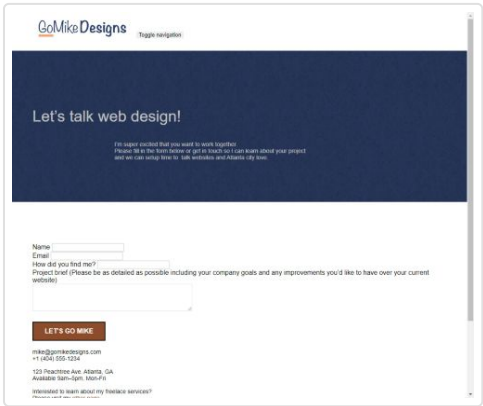 GoMikeDesigns
Toggle navigation
Let's talk web design!
I'm super excited that you want to work together.
Please fill in the form below or get in touch so I can learn about your project
and we can setup time to talk websites and Atlanta city love.
Name
Email
How did you find me?
Project brief (Please be as detailed as possible including your company goals and any improvements you'd like to have over your current
website)
LET'S GO MIKE
mike@gomikedesigns.com
+1 (404) 555-1234
123 Peachtree Ave. Atlanta, GA
Available 9am–5pm, Mon-Fri
Interested to learn about my freelace services?